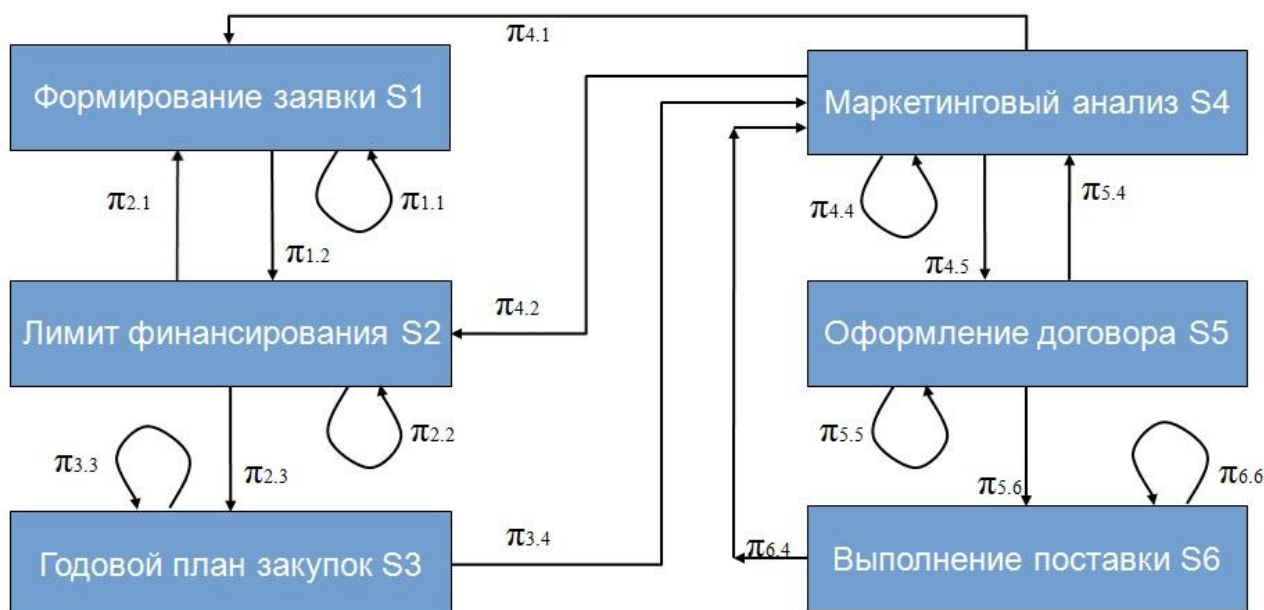 π4.1
Формирование заявки S1
Маркетинговый анализ S4
π2.1
π1.1
π1.2
π4.4
π5.4
π4.5
Лимит финансирования S2
π4.2
Оформление договора S5
π3.3
π2.2
π2.3
π5.5
π5.6
π6.6
Годовой план закупок S3
π3.4
π6.4
Выполнение поставки S6